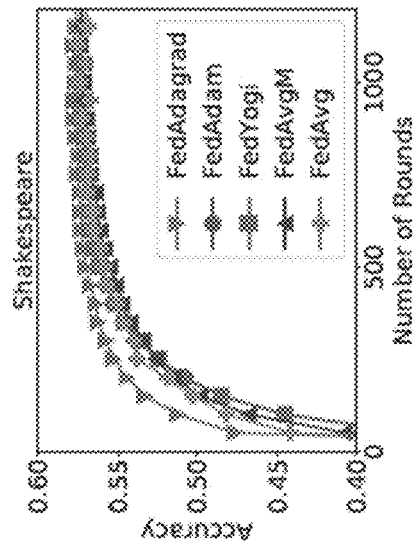 Shakespeare
Accuracy
0.60
0.55
0.50
0.45
0.40
FedAdagrad
FedAdam
FedYogi
FedAvgM
FedAvg
0
500
1000
Number of Rounds